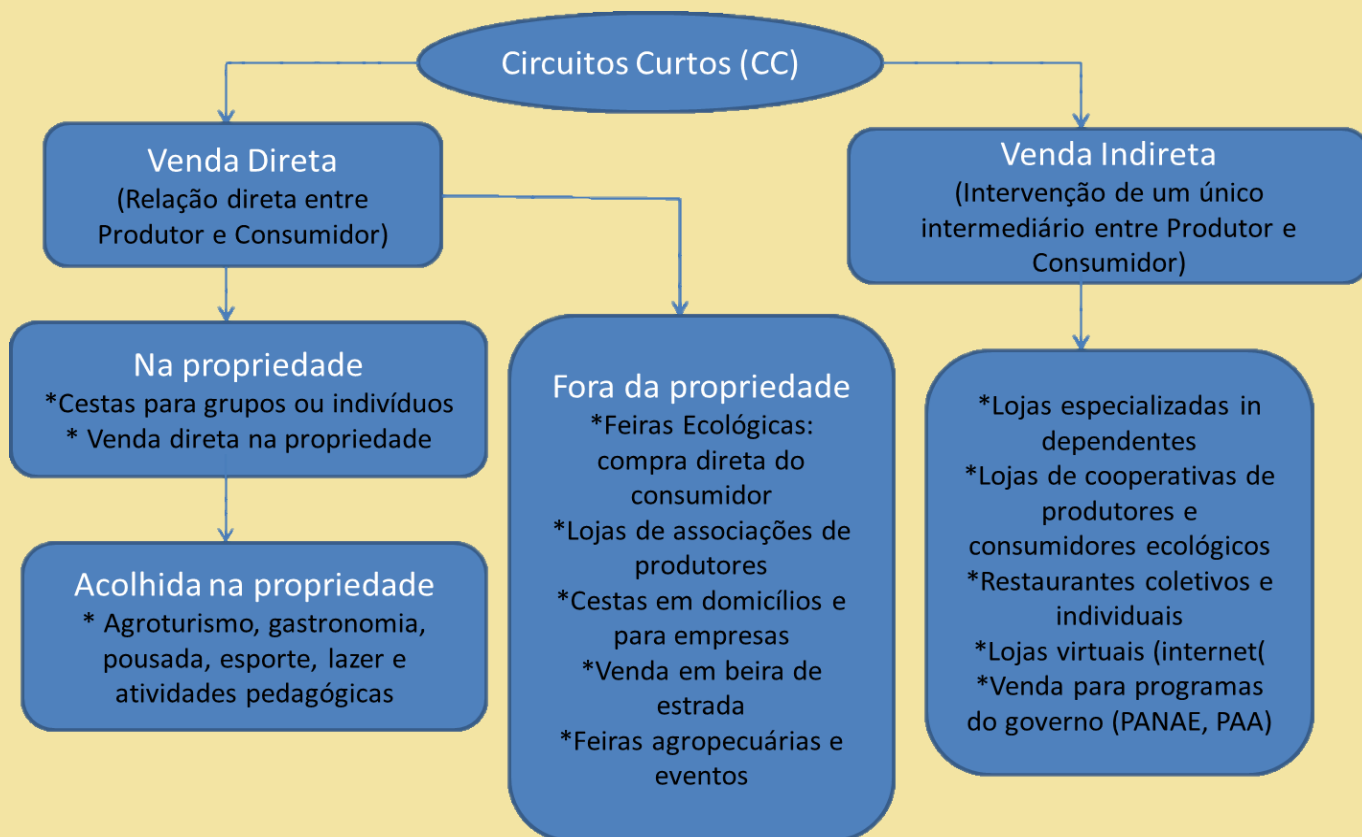 Circuitos Curtos (CC)
Venda Direta
(Relação direta entre
Produtor e Consumidor)
Venda Indireta
(Intervenção de um único
intermediário entre Produtor e
Consumidor)
Na propriedade
*Cestas para grupos ou indivíduos
* Venda direta na propriedade
Acolhida na propriedade
* Agroturismo, gastronomia,
pousada, esporte, lazer e
atividades pedagógicas
Fora da propriedade
*Feiras Ecológicas:
compra direta do
consumidor
*Lojas de associações de
produtores
*Cestas em domicílios e
para empresas
*Venda em beira de
estrada
*Feiras agropecuárias e
eventos
*Lojas especializadas in
dependentes
*Lojas de cooperativas de
produtores e
consumidores ecológicos
*Restaurantes coletivos e
individuais
*Lojas virtuais (internet(
*Venda para programas
do governo (PANAE, PAA)